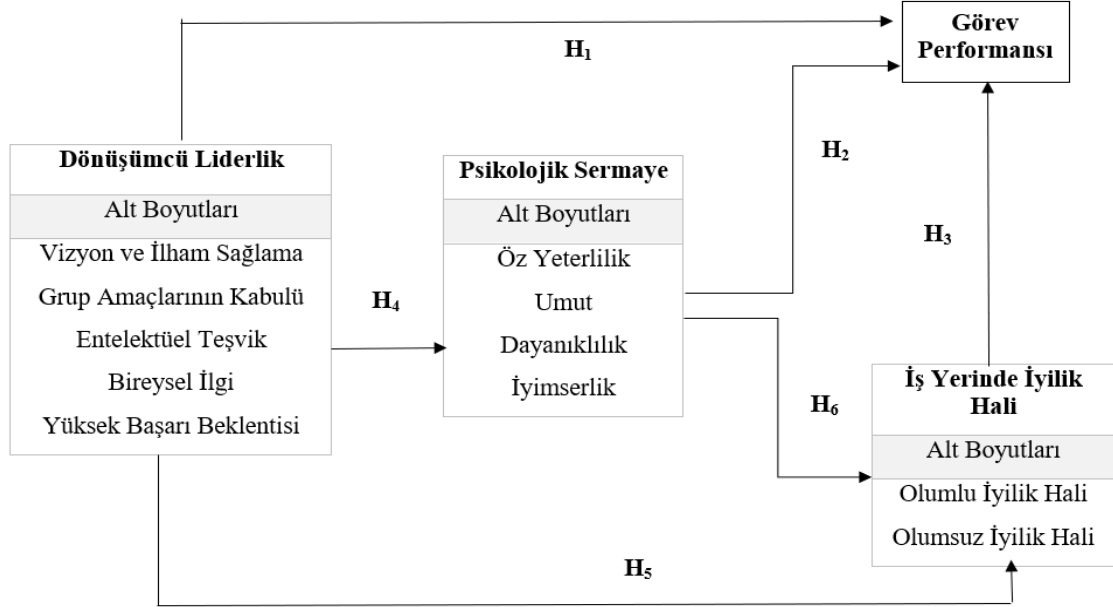 Görev
Performansı
H₁
Dönüşümcü Liderlik
Alt Boyutları
Vizyon ve İlham Sağlama
Grup Amaçlarının Kabulü
Entelektüel Teşvik
Bireysel İlgi
Yüksek Başarı Beklentisi
H₄
Psikolojik Sermaye
Alt Boyutları
Öz Yeterlilik
Umut
Dayanıklılık
İyimserlik
H₂
H₃
H₆
İş Yerinde İyilik
Hali
Alt Boyutları
Olumlu İyilik Hali
Olumsuz İyilik Hali
H₅